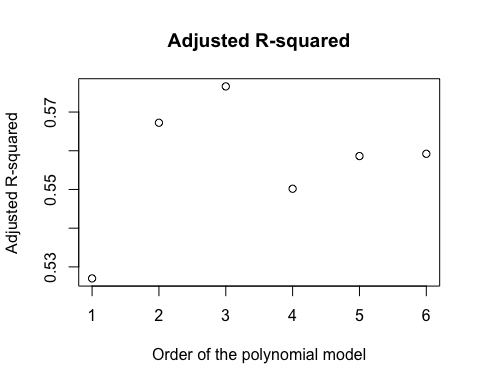 Adjusted R-squared
Adjusted R-squared
0.57
0.55
0.53
1 2 3 4 5 6
Order of the polynomial model